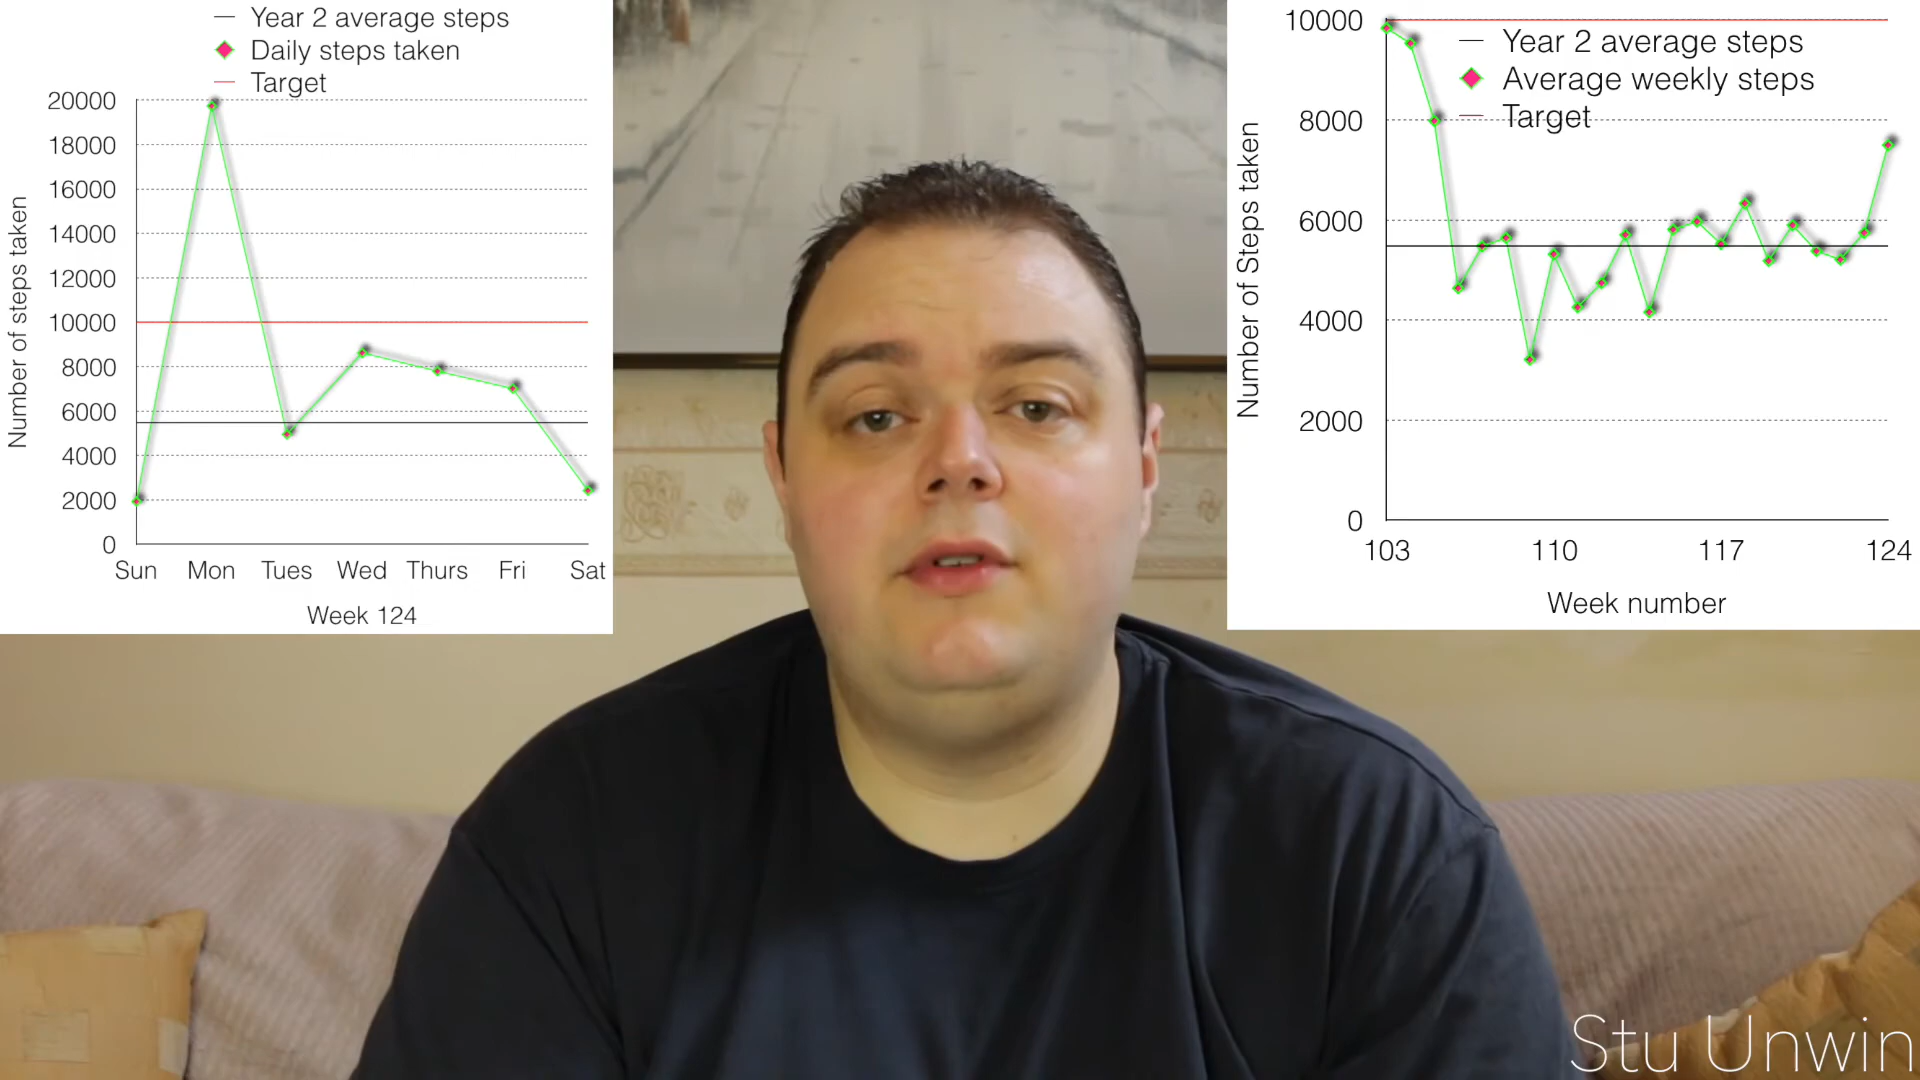 Year 2 average steps
Daily steps taken
Target
Number of steps taken
20000
18000
16000
14000
12000
10000
8000
6000
4000
2000
0
Sun Mon Tues Wed Thurs Fri Sat
Week 124
Year 2 average steps
Average weekly steps
Target
Number of Steps taken
10000
8000
6000
4000
2000
0
103 110 117 124
Week number
Stu Unwin